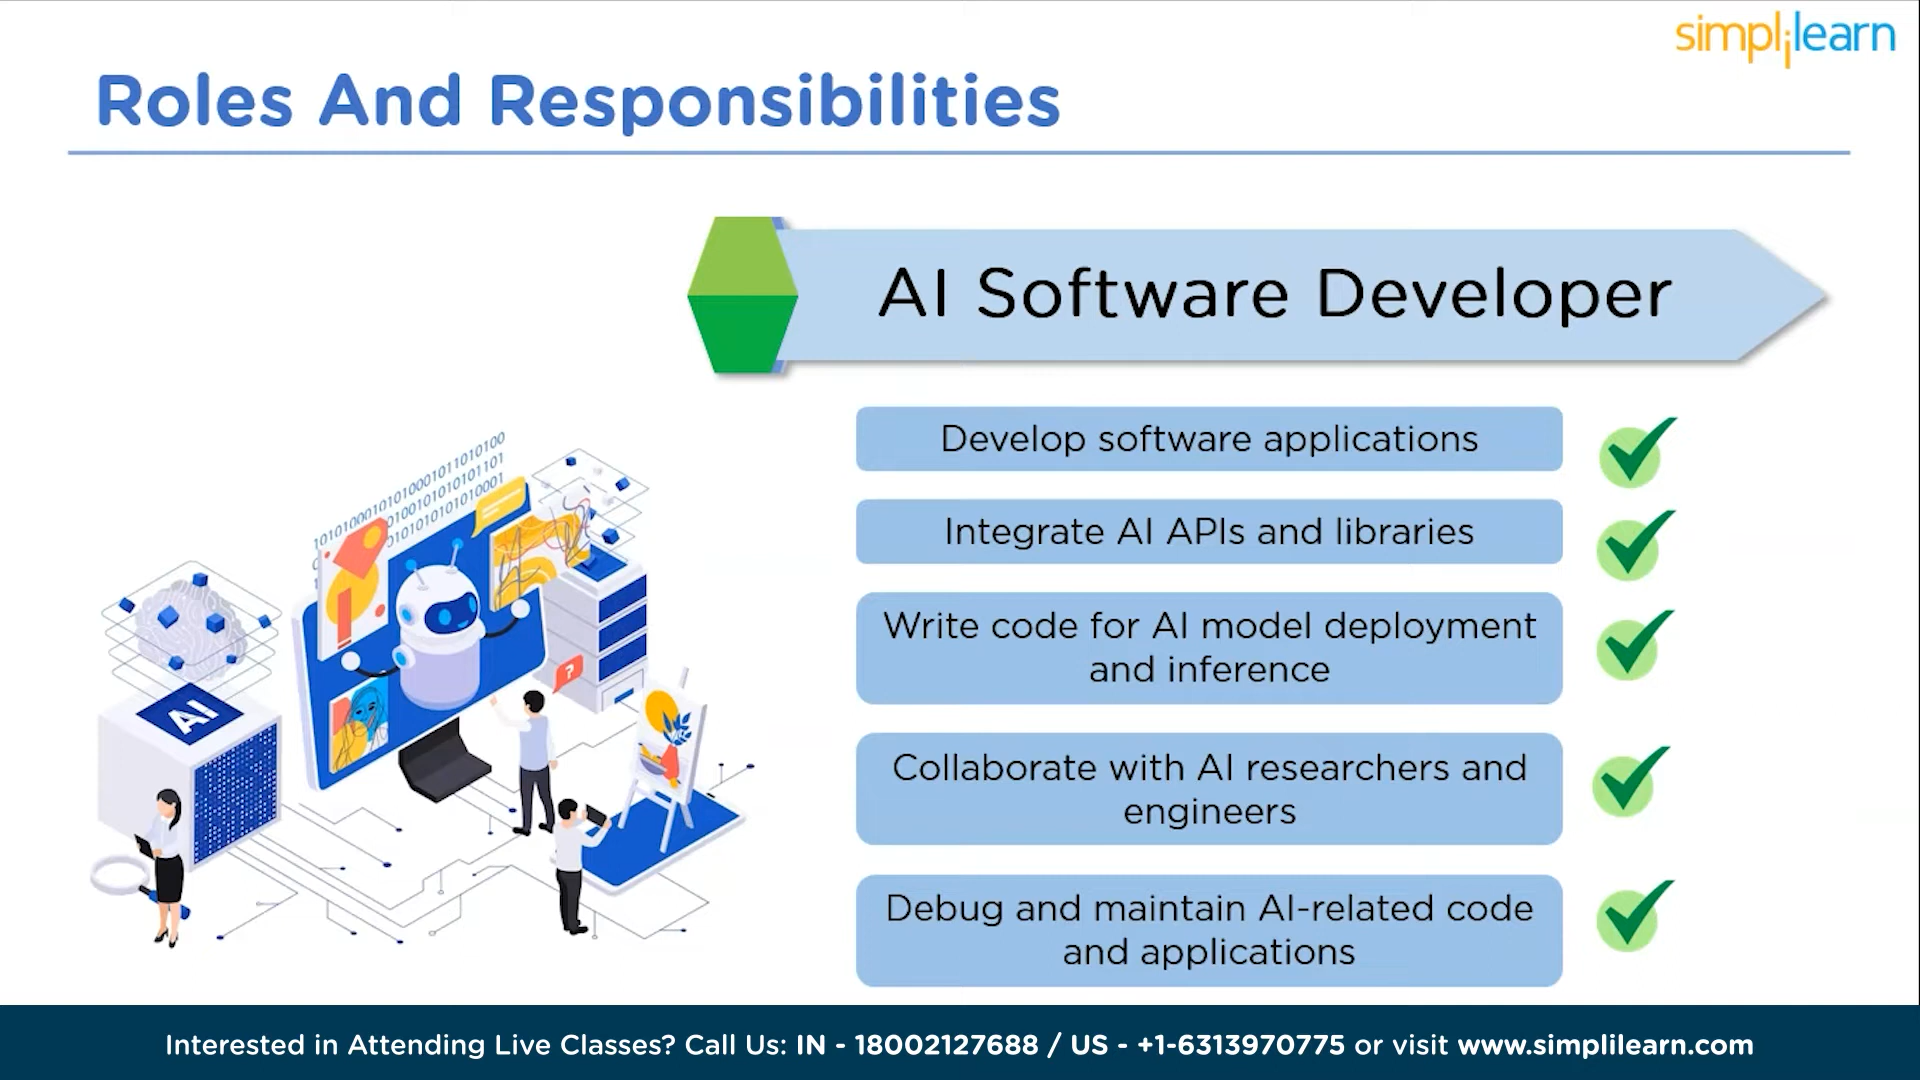 simplilearn
Roles And Responsibilities
AI Software Developer
Develop software applications
Integrate AI APIs and libraries
Write code for AI model deployment
and inference
Collaborate with AI researchers and
engineers
Debug and maintain AI-related code
and applications
AI
?
Interested in Attending Live Classes? Call Us: IN - 18002127688 / US - +1-6313970775 or visit www.simplilearn.com